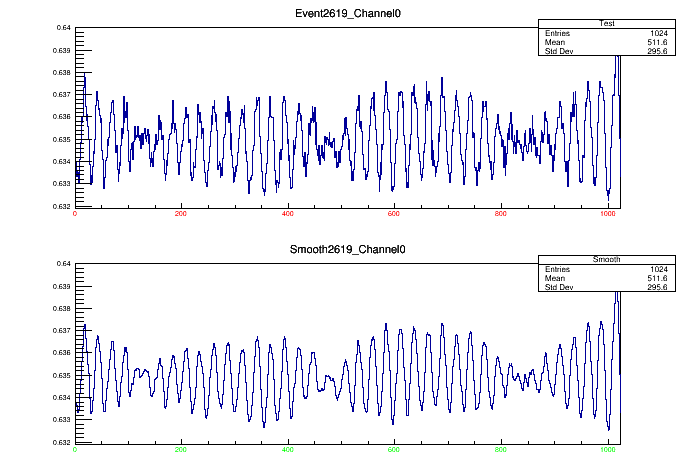 Event2619_Channel0
Test
Entries 1024
Mean 511.6
Std Dev 295.6
0.64
0.639
0.638
0.637
0.636
0.635
0.634
0.633
0.632
0 200 400 600 800 1000
Smooth2619_Channel0
Smooth
Entries 1024
Mean 511.6
Std Dev 295.6
0.64
0.639
0.638
0.637
0.636
0.635
0.634
0.633
0.632
0 200 400 600 800 1000